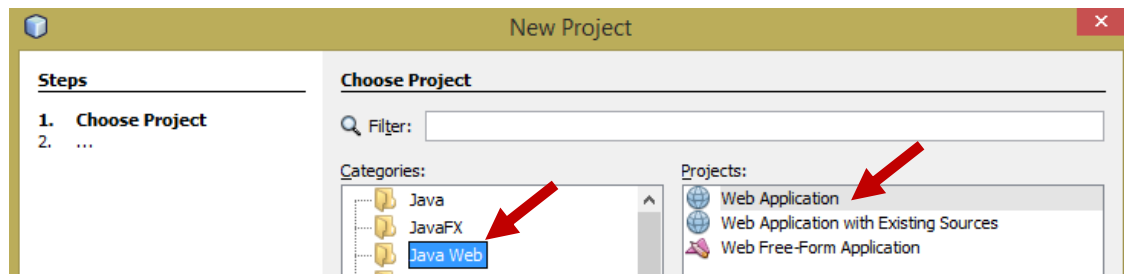 New Project
Steps
1. Choose Project
2. ...
Choose Project
Filter:
Categories:
Java
JavaFX
Java Web
Projects:
Web Application
Web Application with Existing Sources
Web Free-Form Application